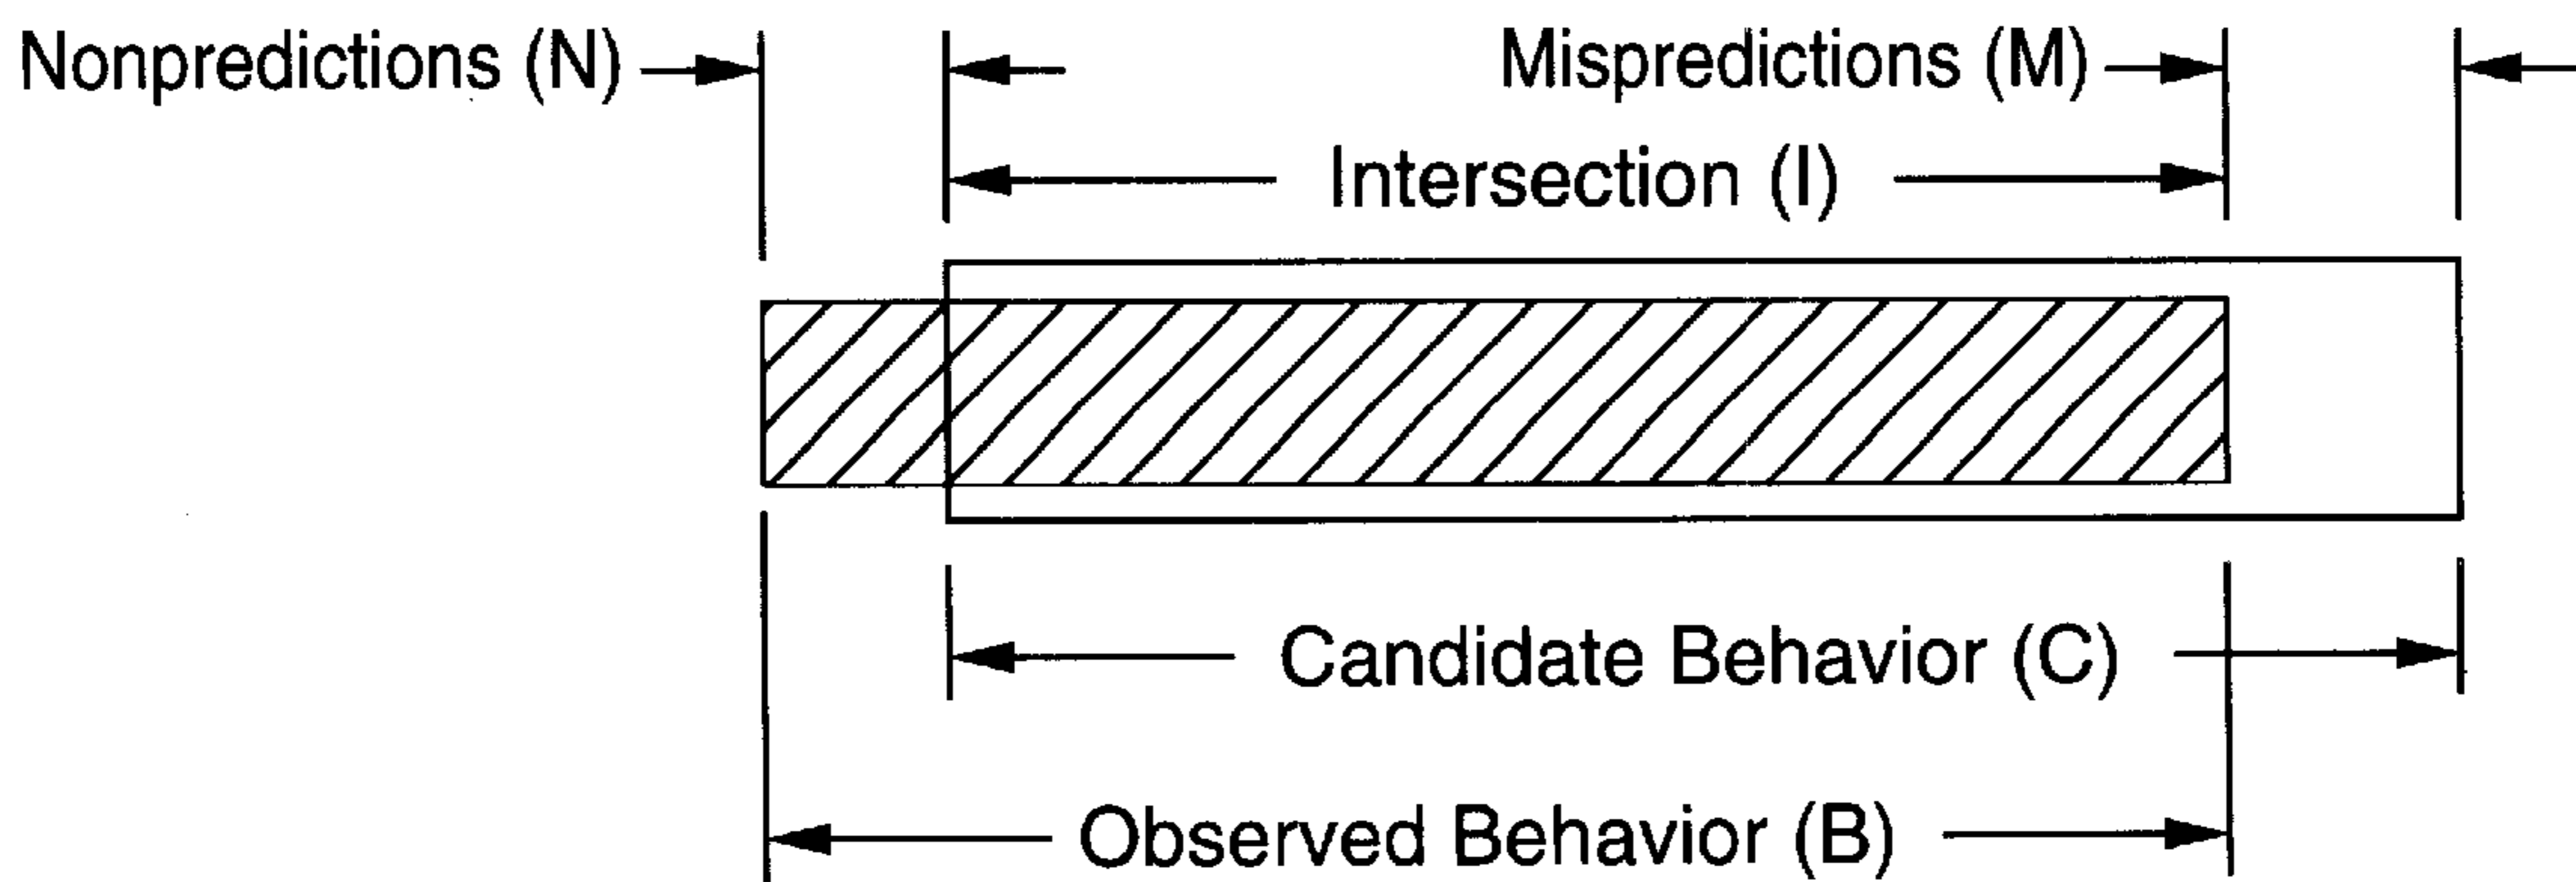 Nonpredictions (N)
Mispredictions (M)
Intersection (I)
Candidate Behavior (C)
Observed Behavior (B)